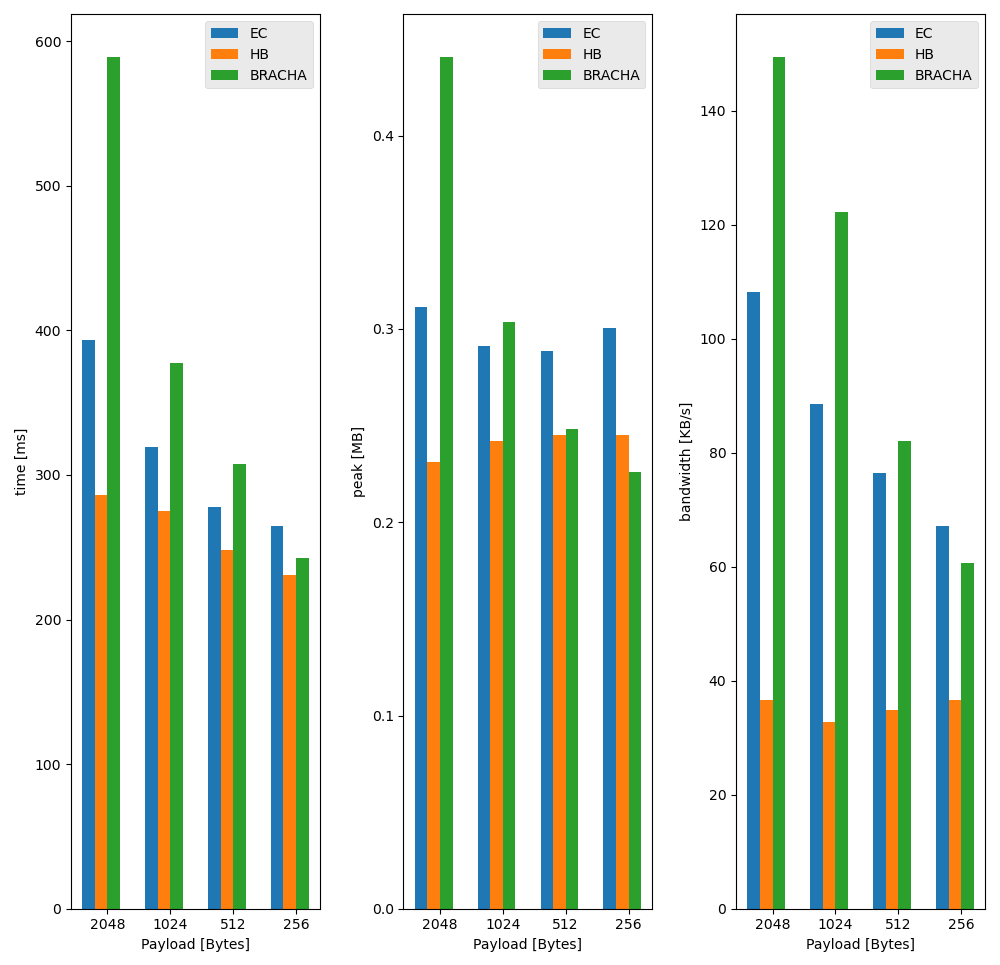 time [ms]
600
500
400
300
200
100
0
2048 1024 512 256
Payload [Bytes]
EC
HB
BRACHA
peak [MB]
0.4
0.3
0.2
0.1
0.0
2048 1024 512 256
Payload [Bytes]
EC
HB
BRACHA
bandwidth [KB/s]
140
120
100
80
60
40
20
0
2048 1024 512 256
Payload [Bytes]
EC
HB
BRACHA